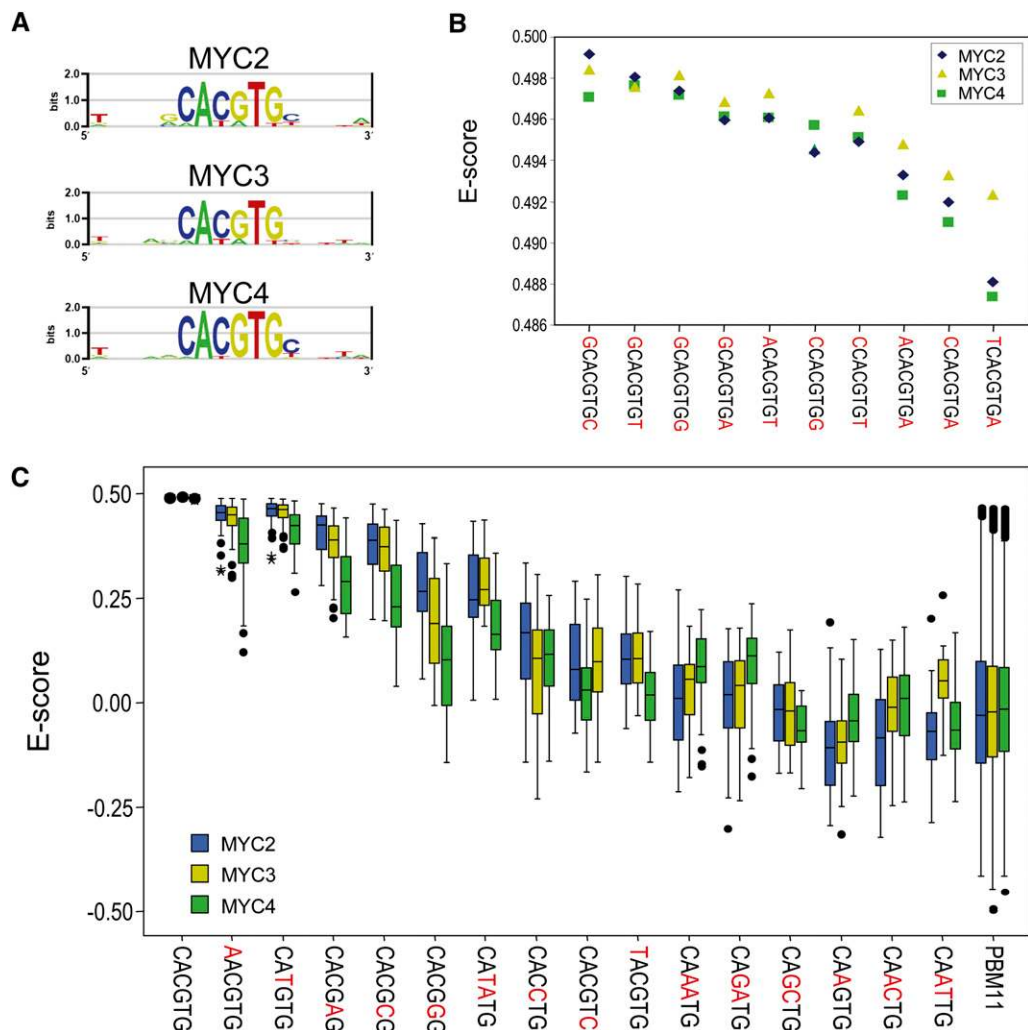 A
MYC2
2.0
bits
1.0
0.0
T
G
CACGTG
C
A
5'
3'
MYC3
2.0
bits
1.0
0.0
CACGTG
5'
3'
MYC4
2.0
bits
1.0
0.0
T
CACGTG
C
5'
3'
B
E-score
0.500
0.498
0.496
0.494
0.492
0.490
0.488
0.486
MYC2
MYC3
MYC4
GCACGTGC
GCACGTGT
GCACGTGG
GCACGTGA
ACACGTGT
CCACGTGG
CCACGTGT
ACACGTGA
CCACGTGA
TCACGTGA
C
E-score
0.50
0.25
0.00
-0.25
-0.50
MYC2
MYC3
MYC4
CACGTG
AACGTG
CATGTG
CACGAG
CACGCG
CACGGG
CATATG
CACCTG
CACGTC
TACGTG
CAAATG
CAGATG
CAGCTG
CAAGTG
CAACTG
CAATTG
PBM11